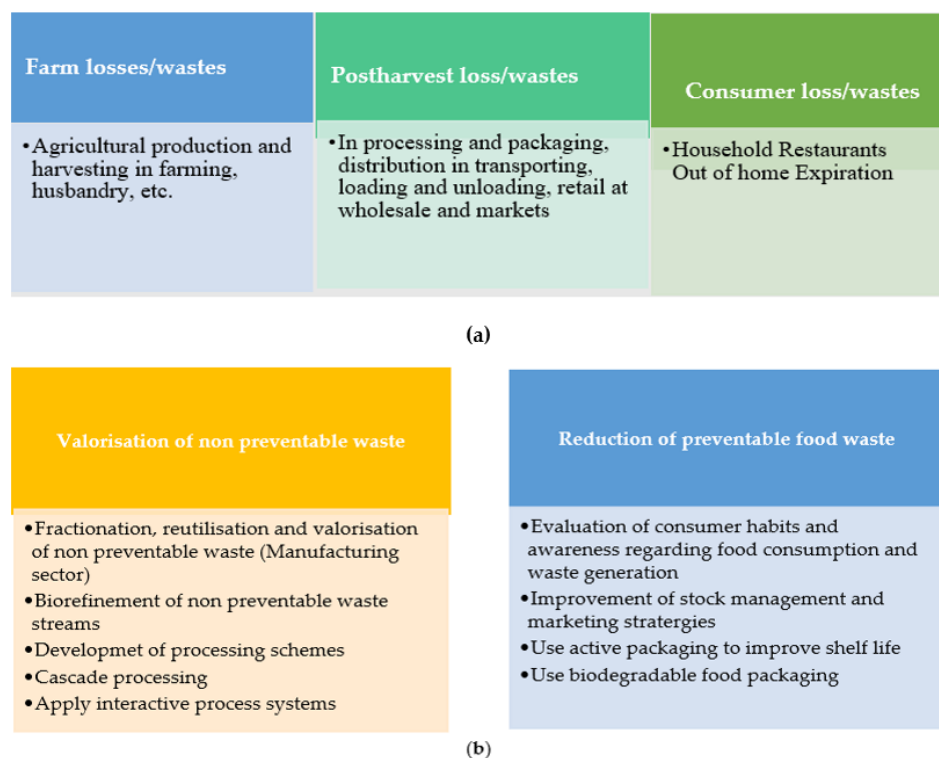 Farm losses/wastes
•Agricultural production and
harvesting in farming,
husbandry, etc.
Postharvest loss/wastes
•In processing and packaging,
distribution in transporting,
loading and unloading, retail at
wholesale and markets
Consumer loss/wastes
•Household Restaurants
Out of home Expiration
(a)
Valorisation of non preventable waste
•Fractionation, reutilisation and valorisation
of non preventable waste (Manufacturing
sector)
•Biorefinement of non preventable waste
streams
•Developmet of processing schemes
•Cascade processing
•Apply interactive process systems
Reduction of preventable food waste
•Evaluation of consumer habits and
awareness regarding food consumption and
waste generation
•Improvement of stock management and
marketing stratergies
•Use active packaging to improve shelf life
•Use biodegradable food packaging
(b)